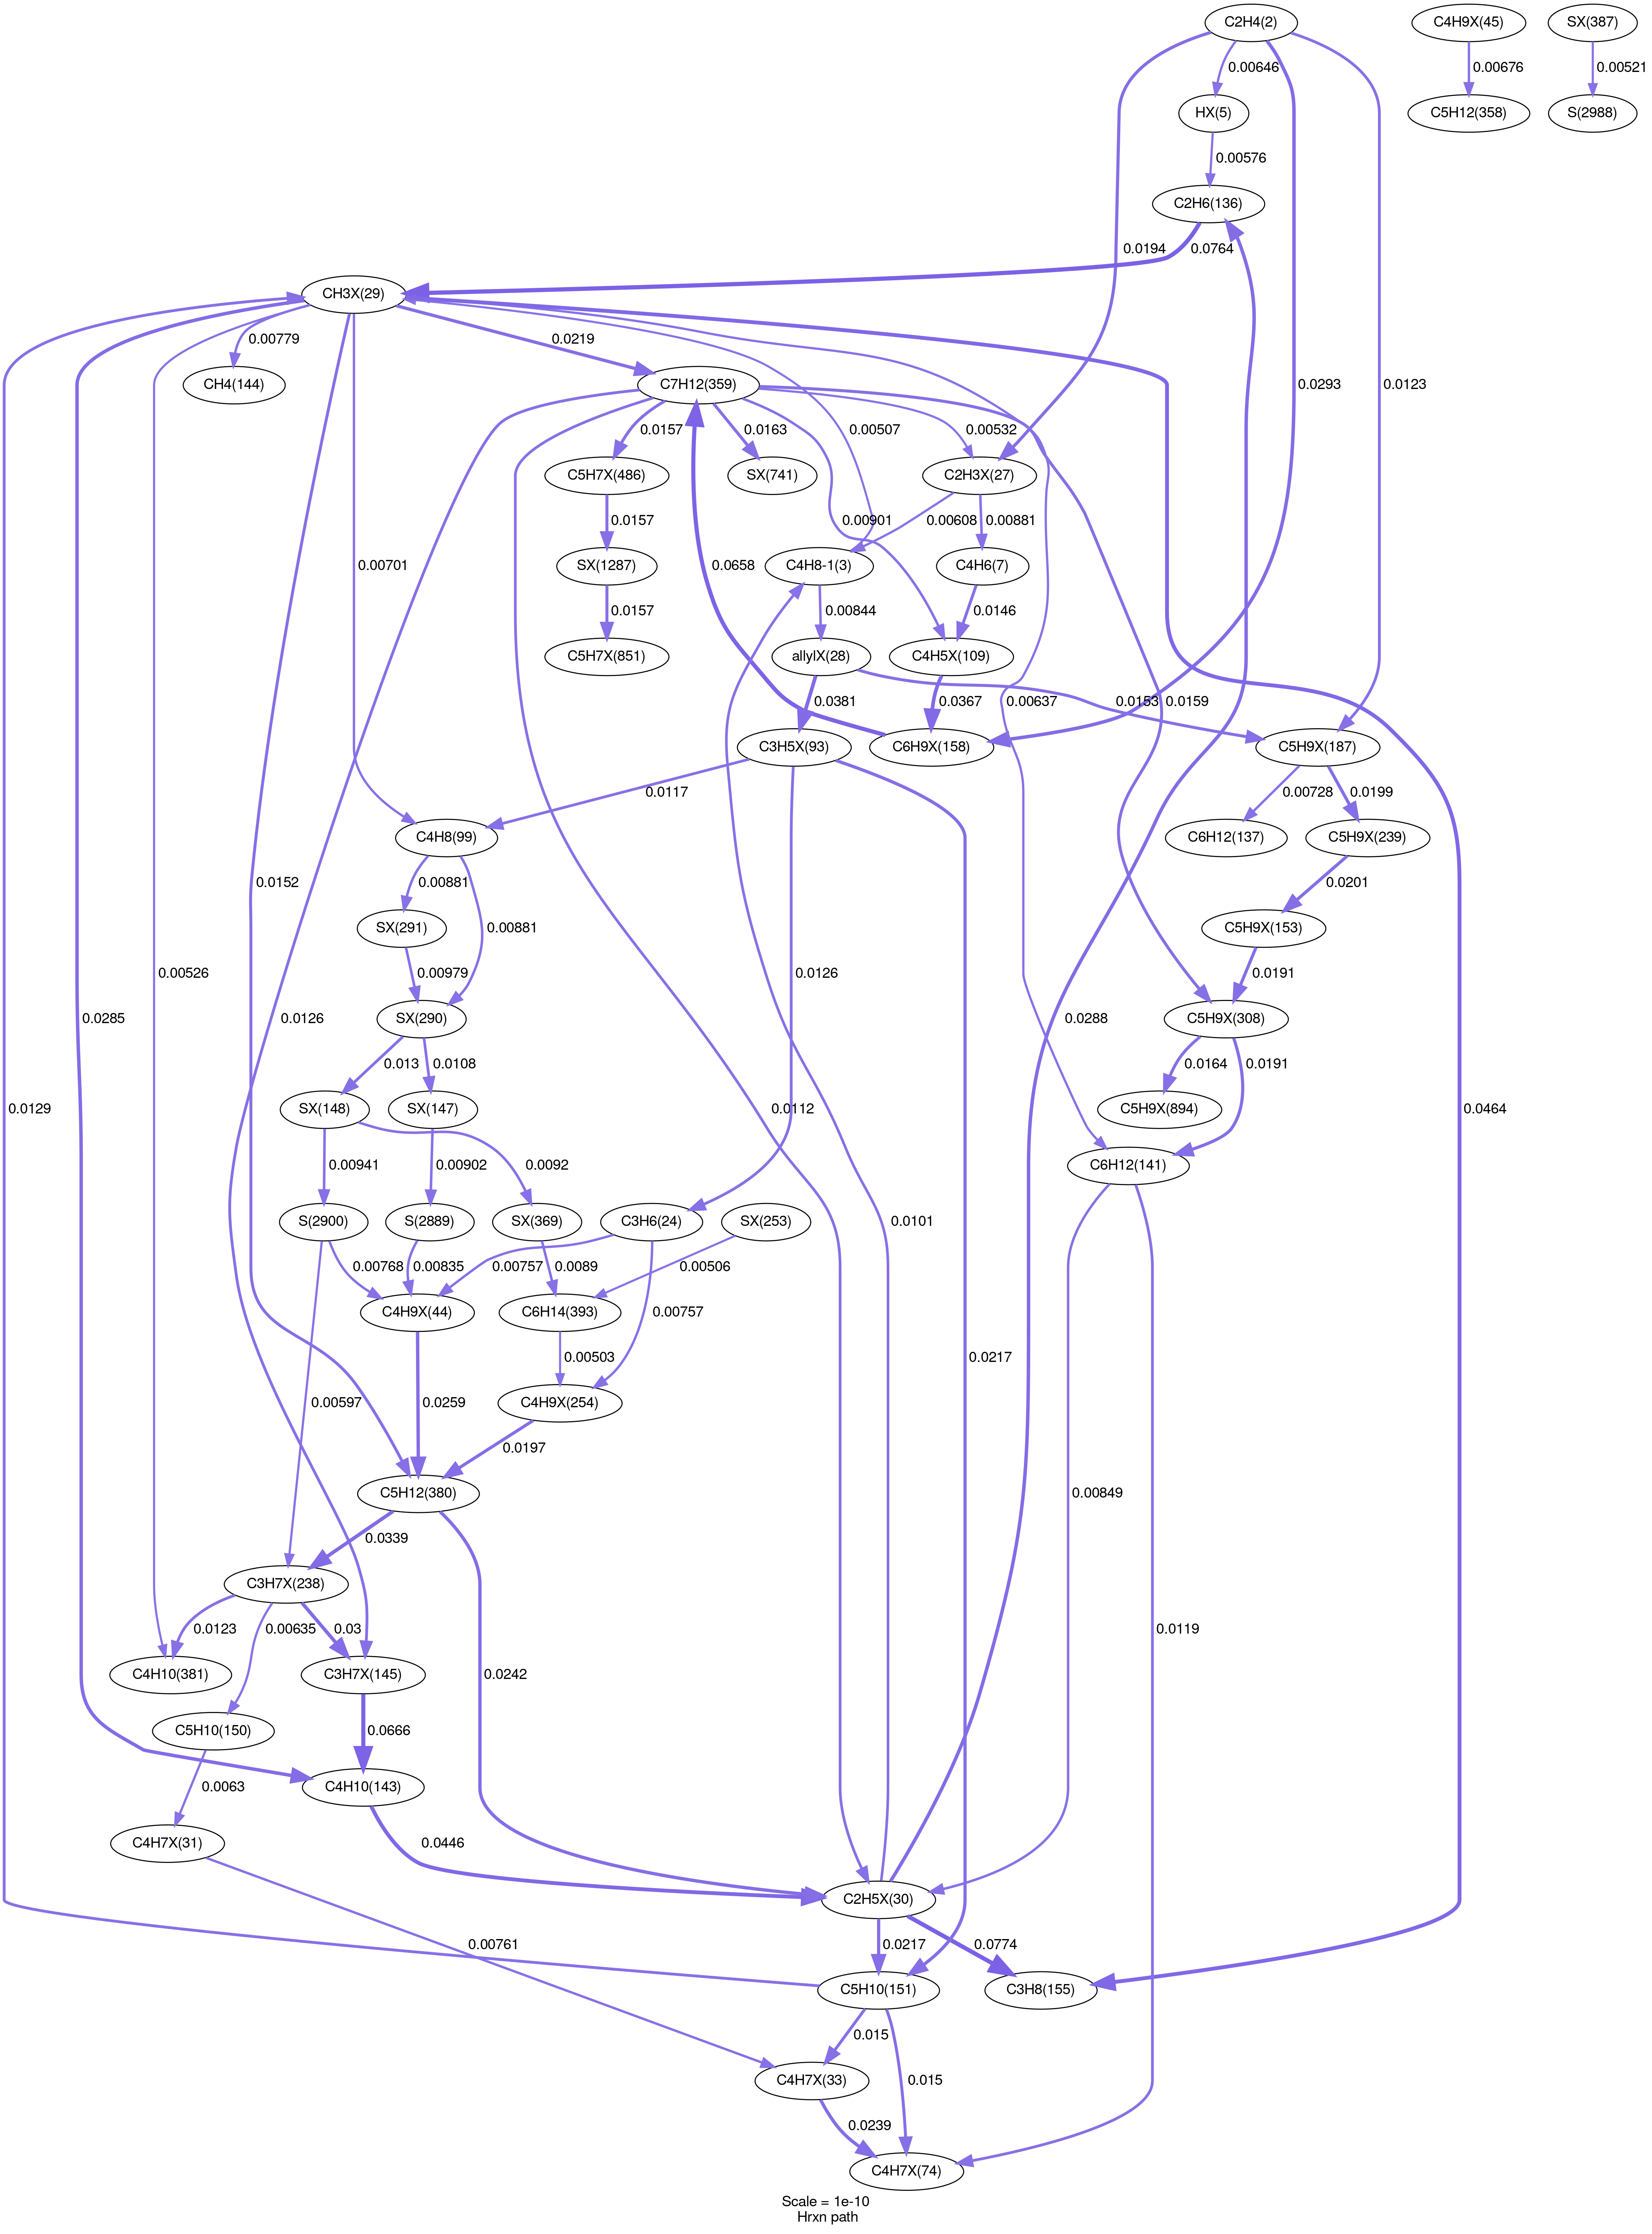 C2H4(2) C4H9X(45) SX(387)
0.00646 0.00676 0.00521
HX(5) C5H12(358) S(2988)
0.00576
C2H6(136)
0.0194 0.0764
CH3X(29)
0.00779 0.0219 0.0293 0.0123
CH4(144) C7H12(359)
0.0157 0.0163 0.00507 0.00532
C5H7X(486) SX(741) C2H3X(27)
0.0157 0.00901 0.00608 0.00881
0.00701 SX(1287) 0.0658 C4H8-1(3) C4H6(7)
0.0157 0.00844 0.0146
C5H7X(851) allylX(28) C4H5X(109)
0.0381 0.0367 0.00637 0.0153 0.0159
C3H5X(93) C6H9X(158) C5H9X(187)
0.0117 0.00728 0.0199
C4H8(99) C6H12(137) C5H9X(239)
0.0152 0.00881 0.0201
SX(291) 0.00881 C5H9X(153)
0.00526 0.00979 0.0126 0.0191
0.0285 0.0126 SX(290) 0.0288 C5H9X(308)
0.013 0.0108 0.0164 0.0191
0.0129 SX(148) SX(147) 0.0112 C5H9X(894) 0.0464
0.00941 0.00902 0.0092 C6H12(141)
S(2900) S(2889) SX(369) C3H6(24) SX(253) 0.0101
0.00768 0.00835 0.00757 0.0089 0.00506
C4H9X(44) C6H14(393) 0.00757
0.00503 0.0217
0.00597 0.0259 C4H9X(254)
0.0197
C5H12(380) 0.00849
0.0339
C3H7X(238)
0.0123 0.00635 0.03 0.0119
C4H10(381) C3H7X(145) 0.0242
C5H10(150) 0.0666
0.0063 C4H10(143)
C4H7X(31) 0.0446
C2H5X(30)
0.00761 0.0217 0.0774
C5H10(151) C3H8(155)
0.015
C4H7X(33) 0.015
0.0239
C4H7X(74)
Scale = 1e-10
Hrxn path